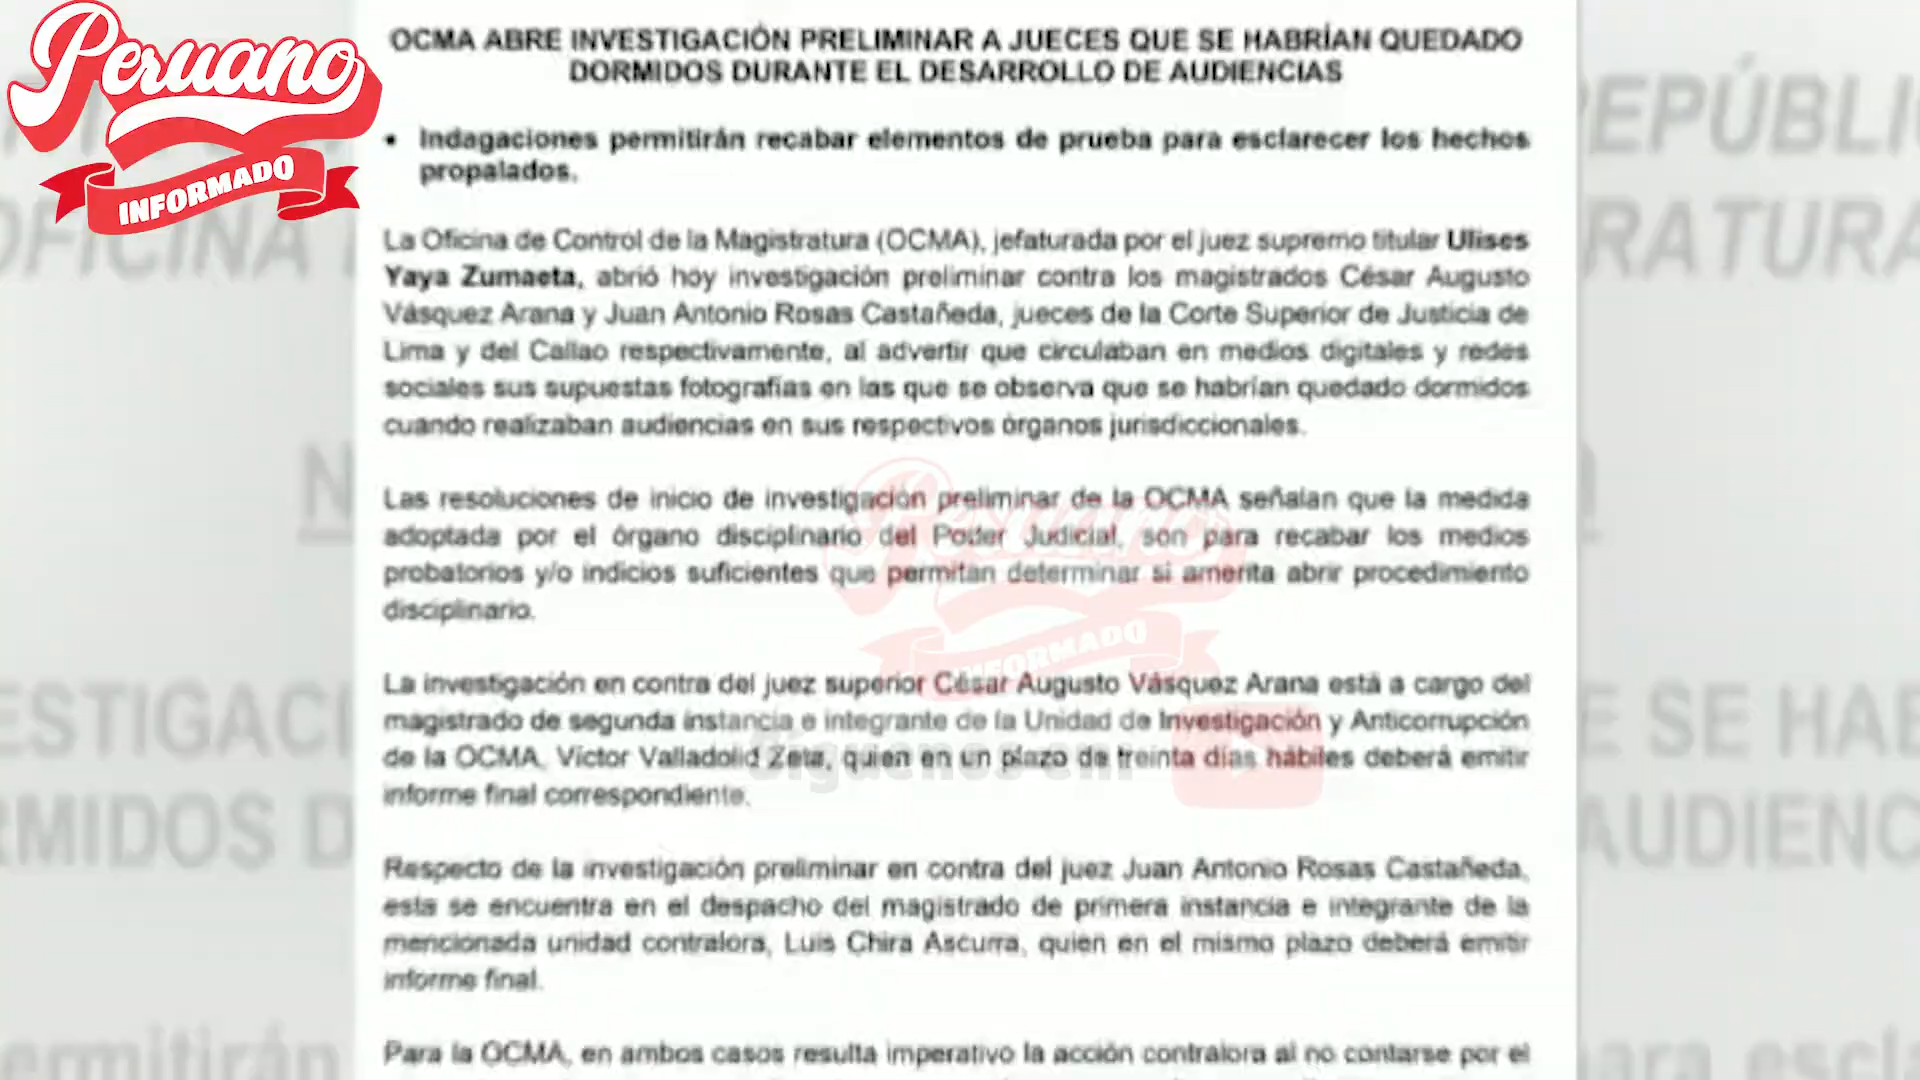 Peruano
INFORMADO
OCMA ABRE INVESTIGACIÓN PRELIMINAR A JUECES QUE SE HABRÍAN QUEDADO
DORMIDOS DURANTE EL DESARROLLO DE AUDIENCIAS
• Indagaciones permitirán recabar elementos de prueba para esclarecer los hechos
propalados.
La Oficina de Control de la Magistratura (OCMA), jefaturada por el juez supremo titular Ulises
Yaya Zumaeta, abrió hoy investigación preliminar contra los magistrados César Augusto
Vásquez Arana y Juan Antonio Rosas Castañeda, jueces de la Corte Superior de Justicia de
Lima y del Callao respectivamente, al advertir que circulaban en medios digitales y redes
sociales sus supuestas fotografías en las que se observa que se habrían quedado dormidos
cuando realizaban audiencias en sus respectivos órganos jurisdiccionales.
Las resoluciones de inicio de investigación preliminar de la OCMA señalan que la medida
adoptada por el órgano disciplinario del Poder Judicial, son para recabar los medios
probatorios y/o indicios suficientes que permitan determinar si amerita abrir procedimiento
disciplinario.
La investigación en contra del juez superior César Augusto Vásquez Arana está a cargo del
magistrado de segunda instancia e integrante de la Unidad de Investigación y Anticorrupción
de la OCMA, Víctor Valladolid Zeta, quien en un plazo de treinta días hábiles deberá emitir
informe final correspondiente.
Respecto de la investigación preliminar en contra del juez Juan Antonio Rosas Castañeda,
esta se encuentra en el despacho del magistrado de primera instancia e integrante de la
mencionada unidad contralora, Luis Chira Ascurra, quien en el mismo plazo deberá emitir
informe final.
Para la OCMA, en ambos casos resulta imperativo la acción contralora al no contarse por el
Peruano
INFORMADO
Síguenos en: